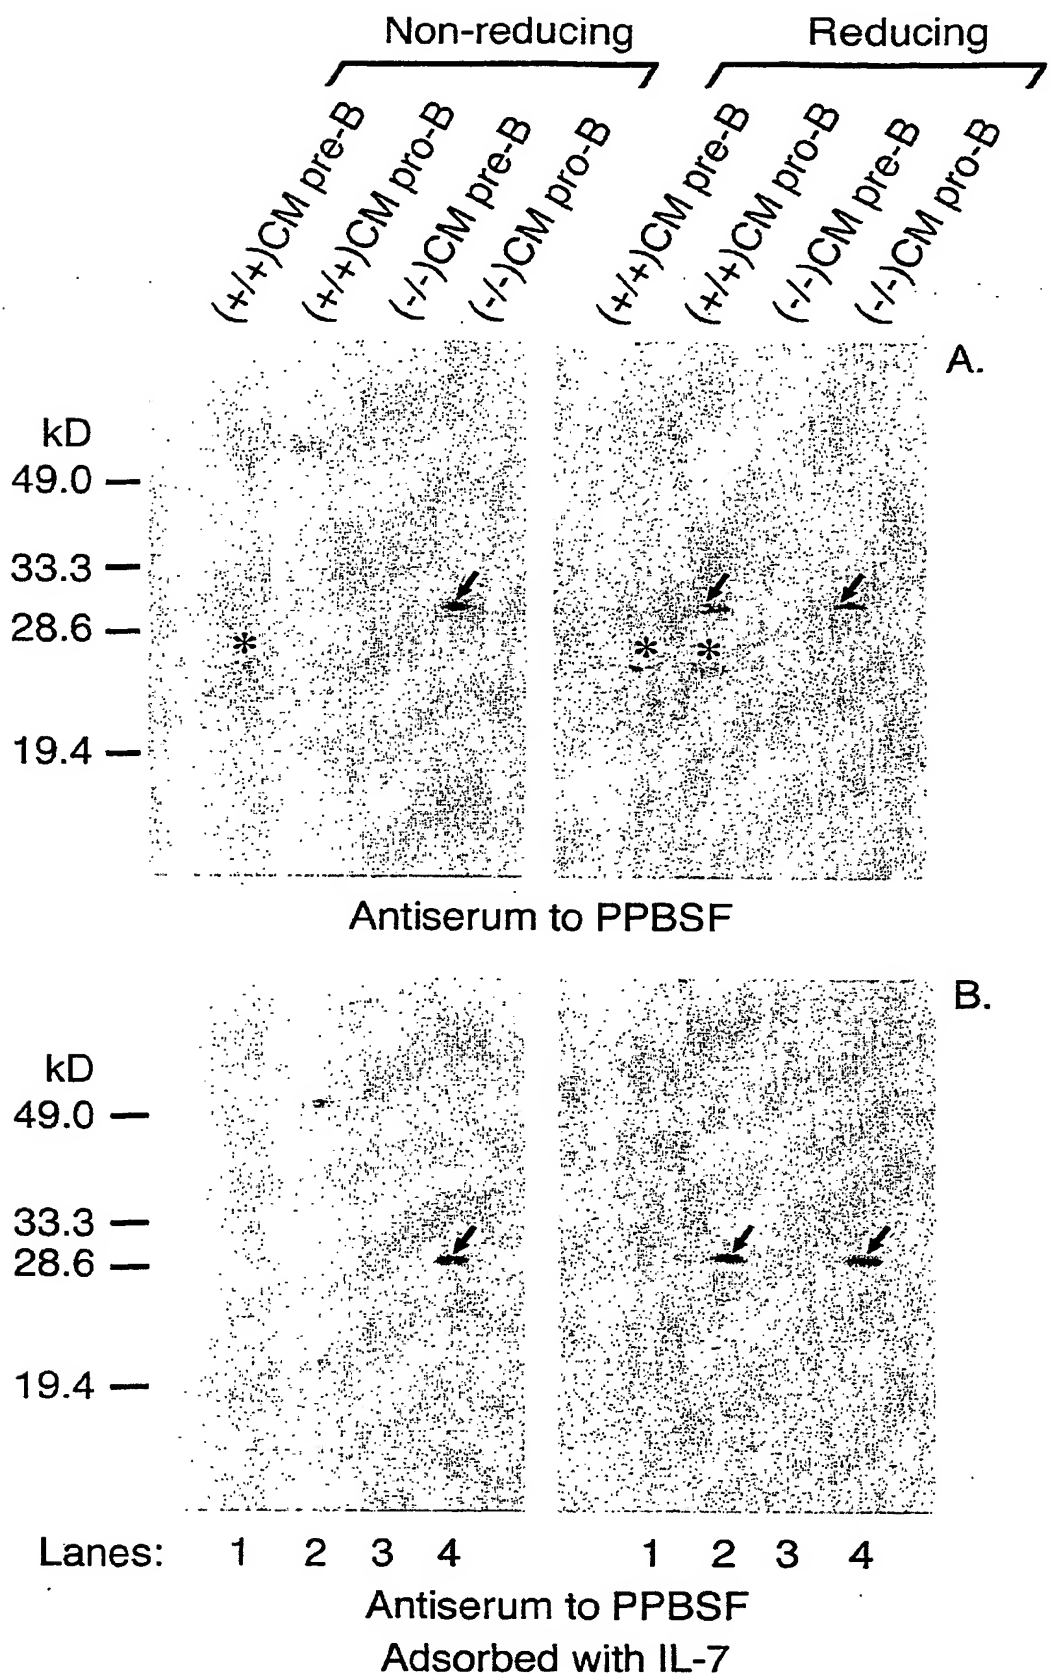 Non-reducing Reducing
(+/+)CM pre-B
(+/+)CM pro-B
(-/-)CM pre-B
(-/-)CM pro-B
(+/+)CM pre-B
(+/+)CM pro-B
(-/-)CM pre-B
(-/-)CM pro-B
A.
kD
49.0
33.3
28.6
* * *
19.4
Antiserum to PPBSF
B.
kD
49.0
33.3
28.6
19.4
Lanes: 1 2 3 4 1 2 3 4
Antiserum to PPBSF
Adsorbed with IL-7